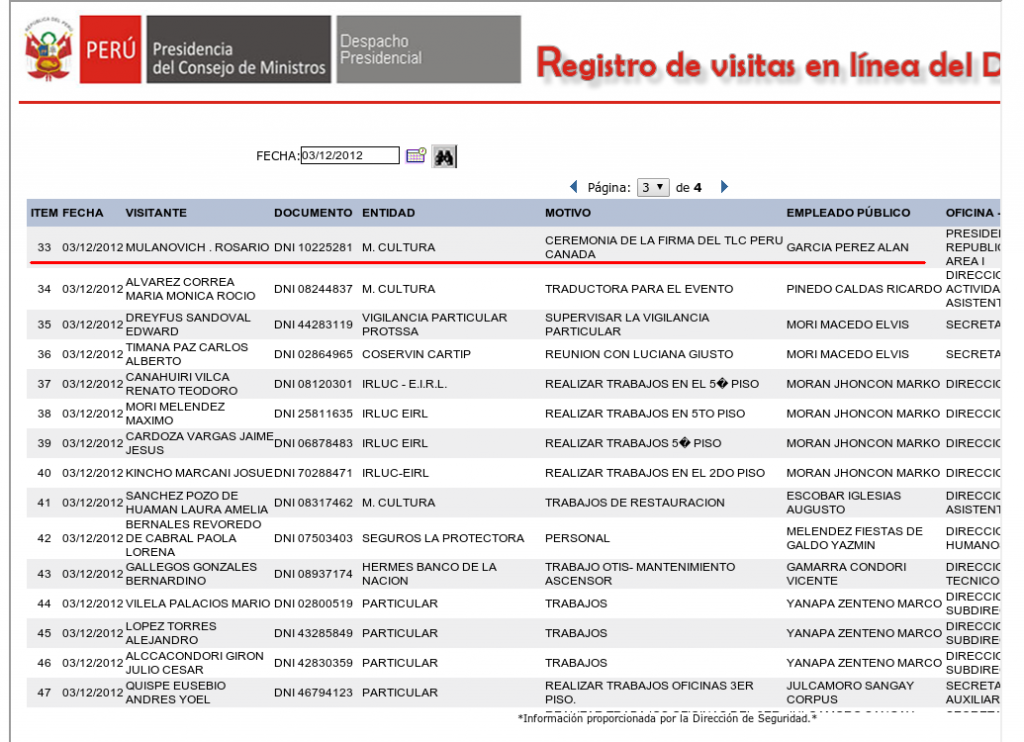 REPUBLICA DEL PERU
PERÚ Presidencia del Consejo de Ministros Despacho Presidencial
Registro de visitas en línea del D
FECHA: 03/12/2012
Página: 3 de 4
ITEM FECHA VISITANTE DOCUMENTO ENTIDAD MOTIVO EMPLEADO PÚBLICO OFICINA -
33 03/12/2012 MULANOVICH . ROSARIO DNI 10225281 M. CULTURA CEREMONIA DE LA FIRMA DEL TLC PERU CANADA GARCIA PEREZ ALAN PRESIDE REPUBLI AREA I
34 03/12/2012 ALVAREZ CORREA MARIA MONICA ROCIO DNI 08244837 M. CULTURA TRADUCTORA PARA EL EVENTO PINEDO CALDAS RICARDO DIRECCI ACTIVIDA ASISTENT
35 03/12/2012 DREYFUS SANDOVAL EDWARD DNI 44283119 VIGILANCIA PARTICULAR PROTSSA SUPERVISAR LA VIGILANCIA PARTICULAR MORI MACEDO ELVIS SECRETA
36 03/12/2012 TIMANA PAZ CARLOS ALBERTO DNI 02864965 COSERVIN CARTIP REUNION CON LUCIANA GIUSTO MORI MACEDO ELVIS SECRETA
37 03/12/2012 CANAHUIRI VILCA RENATO TEODORO DNI 08120301 IRLUC - E.I.R.L. REALIZAR TRABAJOS EN EL 5� PISO MORAN JHONCON MARKO DIRECCI
38 03/12/2012 MORI MELENDEZ MAXIMO DNI 25811635 IRLUC EIRL REALIZAR TRABAJOS EN 5TO PISO MORAN JHONCON MARKO DIRECCI
39 03/12/2012 CARDOZA VARGAS JAIME JESUS DNI 06878483 IRLUC EIRL REALIZAR TRABAJOS 5� PISO MORAN JHONCON MARKO DIRECCI
40 03/12/2012 KINCHO MARCANI JOSUE DNI 70288471 IRLUC-EIRL REALIZAR TRABAJOS EN EL 2DO PISO MORAN JHONCON MARKO DIRECCI
41 03/12/2012 SANCHEZ POZO DE HUAMAN LAURA AMELIA DNI 08317462 M. CULTURA TRABAJOS DE RESTAURACION ESCOBAR IGLESIAS AUGUSTO DIRECCI ASISTENT
42 03/12/2012 BERNALES REVOREDO DE CABRAL PAOLA LORENA DNI 07503403 SEGUROS LA PROTECTORA PERSONAL MELENDEZ FIESTAS DE GALDO YAZMIN DIRECCI HUMANO
43 03/12/2012 GALLEGOS GONZALES BERNARDINO DNI 08937174 HERMES BANCO DE LA NACION TRABAJO OTIS- MANTENIMIENTO ASCENSOR GAMARRA CONDORI VICENTE DIRECCI TECNICO
44 03/12/2012 VILELA PALACIOS MARIO DNI 02800519 PARTICULAR TRABAJOS YANAPA ZENTENO MARCO DIRECCI SUBDIRE
45 03/12/2012 LOPEZ TORRES ALEJANDRO DNI 43285849 PARTICULAR TRABAJOS YANAPA ZENTENO MARCO DIRECCI SUBDIRE
46 03/12/2012 ALCCACONDORI GIRON JULIO CESAR DNI 42830359 PARTICULAR TRABAJOS YANAPA ZENTENO MARCO DIRECCI SUBDIRE
47 03/12/2012 QUISPE EUSEBIO ANDRES YOEL DNI 46794123 PARTICULAR REALIZAR TRABAJOS OFICINAS 3ER PISO. JULCAMORO SANGAY CORPUS SECRETA AUXILIAR
*Información proporcionada por la Dirección de Seguridad.*